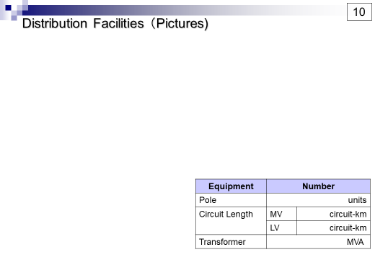 10
Distribution Facilities (Pictures)
Equipment Number
Pole units
Circuit Length MV circuit-km
LV circuit-km
Transformer MVA